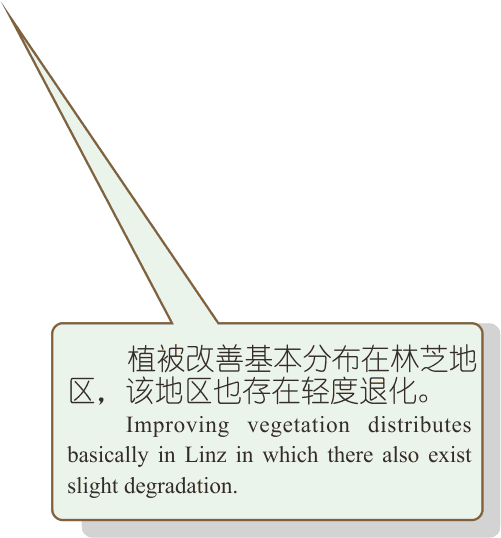 植被改善基本分布在林芝地
区，该地区也存在轻度退化。
Improving vegetation distributes
basically in Linz in which there also exist
slight degradation.